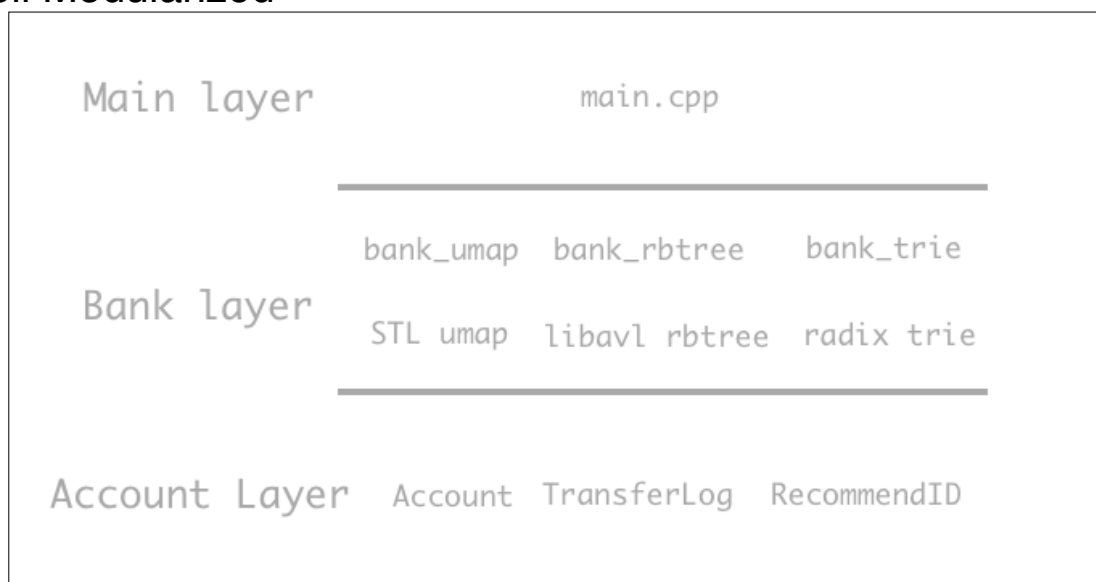 Modularized
Main layer main.cpp
bank_umap bank_rbtree bank_trie
Bank layer
STL umap libavl rbtree radix trie
Account Layer Account TransferLog RecommendID